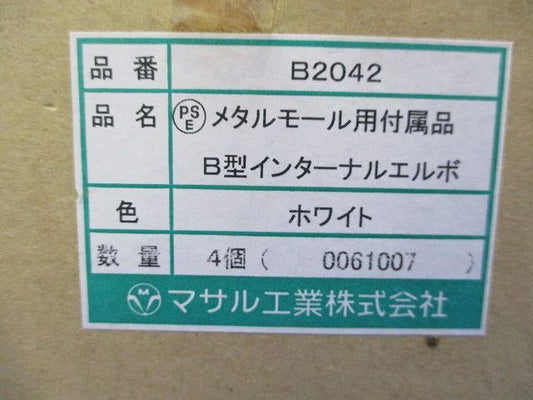 品番 B2042
品名 PSE メタルモール用付属品
B型インターナルエルボ
色 ホワイト
数量 4個 ( 0061007 )
M マサル工業株式会社